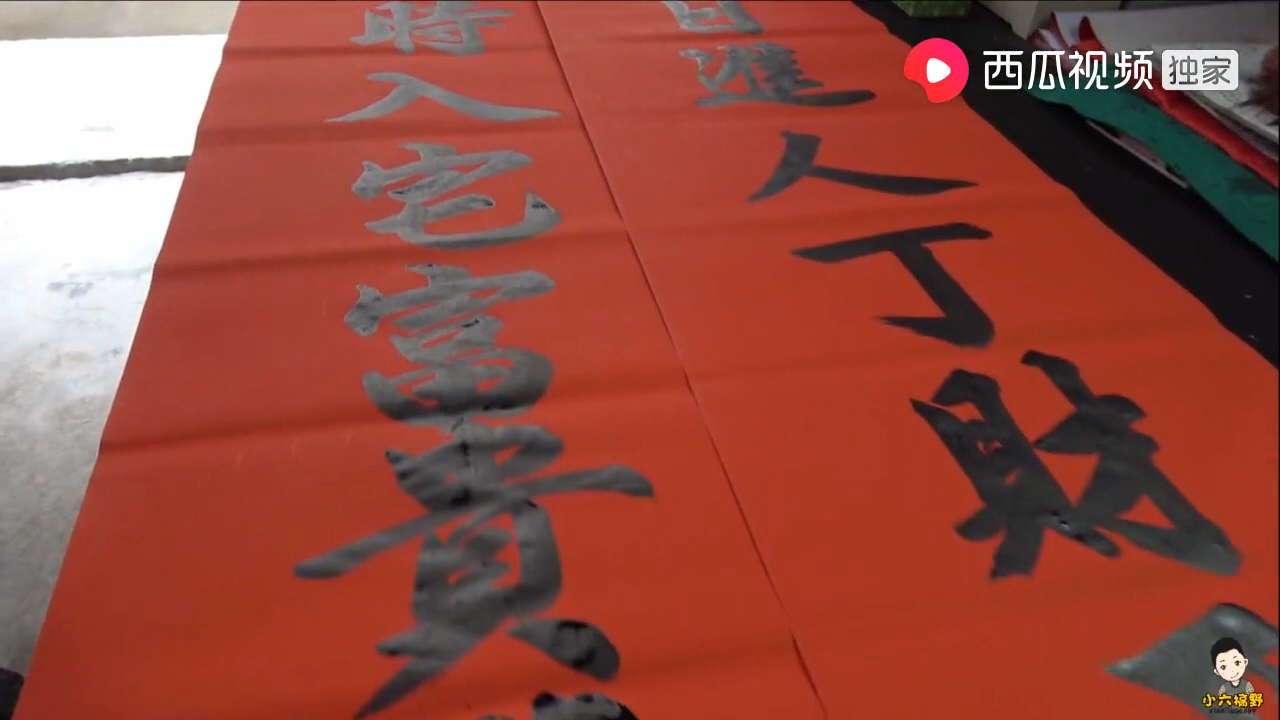 日進人丁財
時入宅富貴
西瓜视频 独家
小六搞野